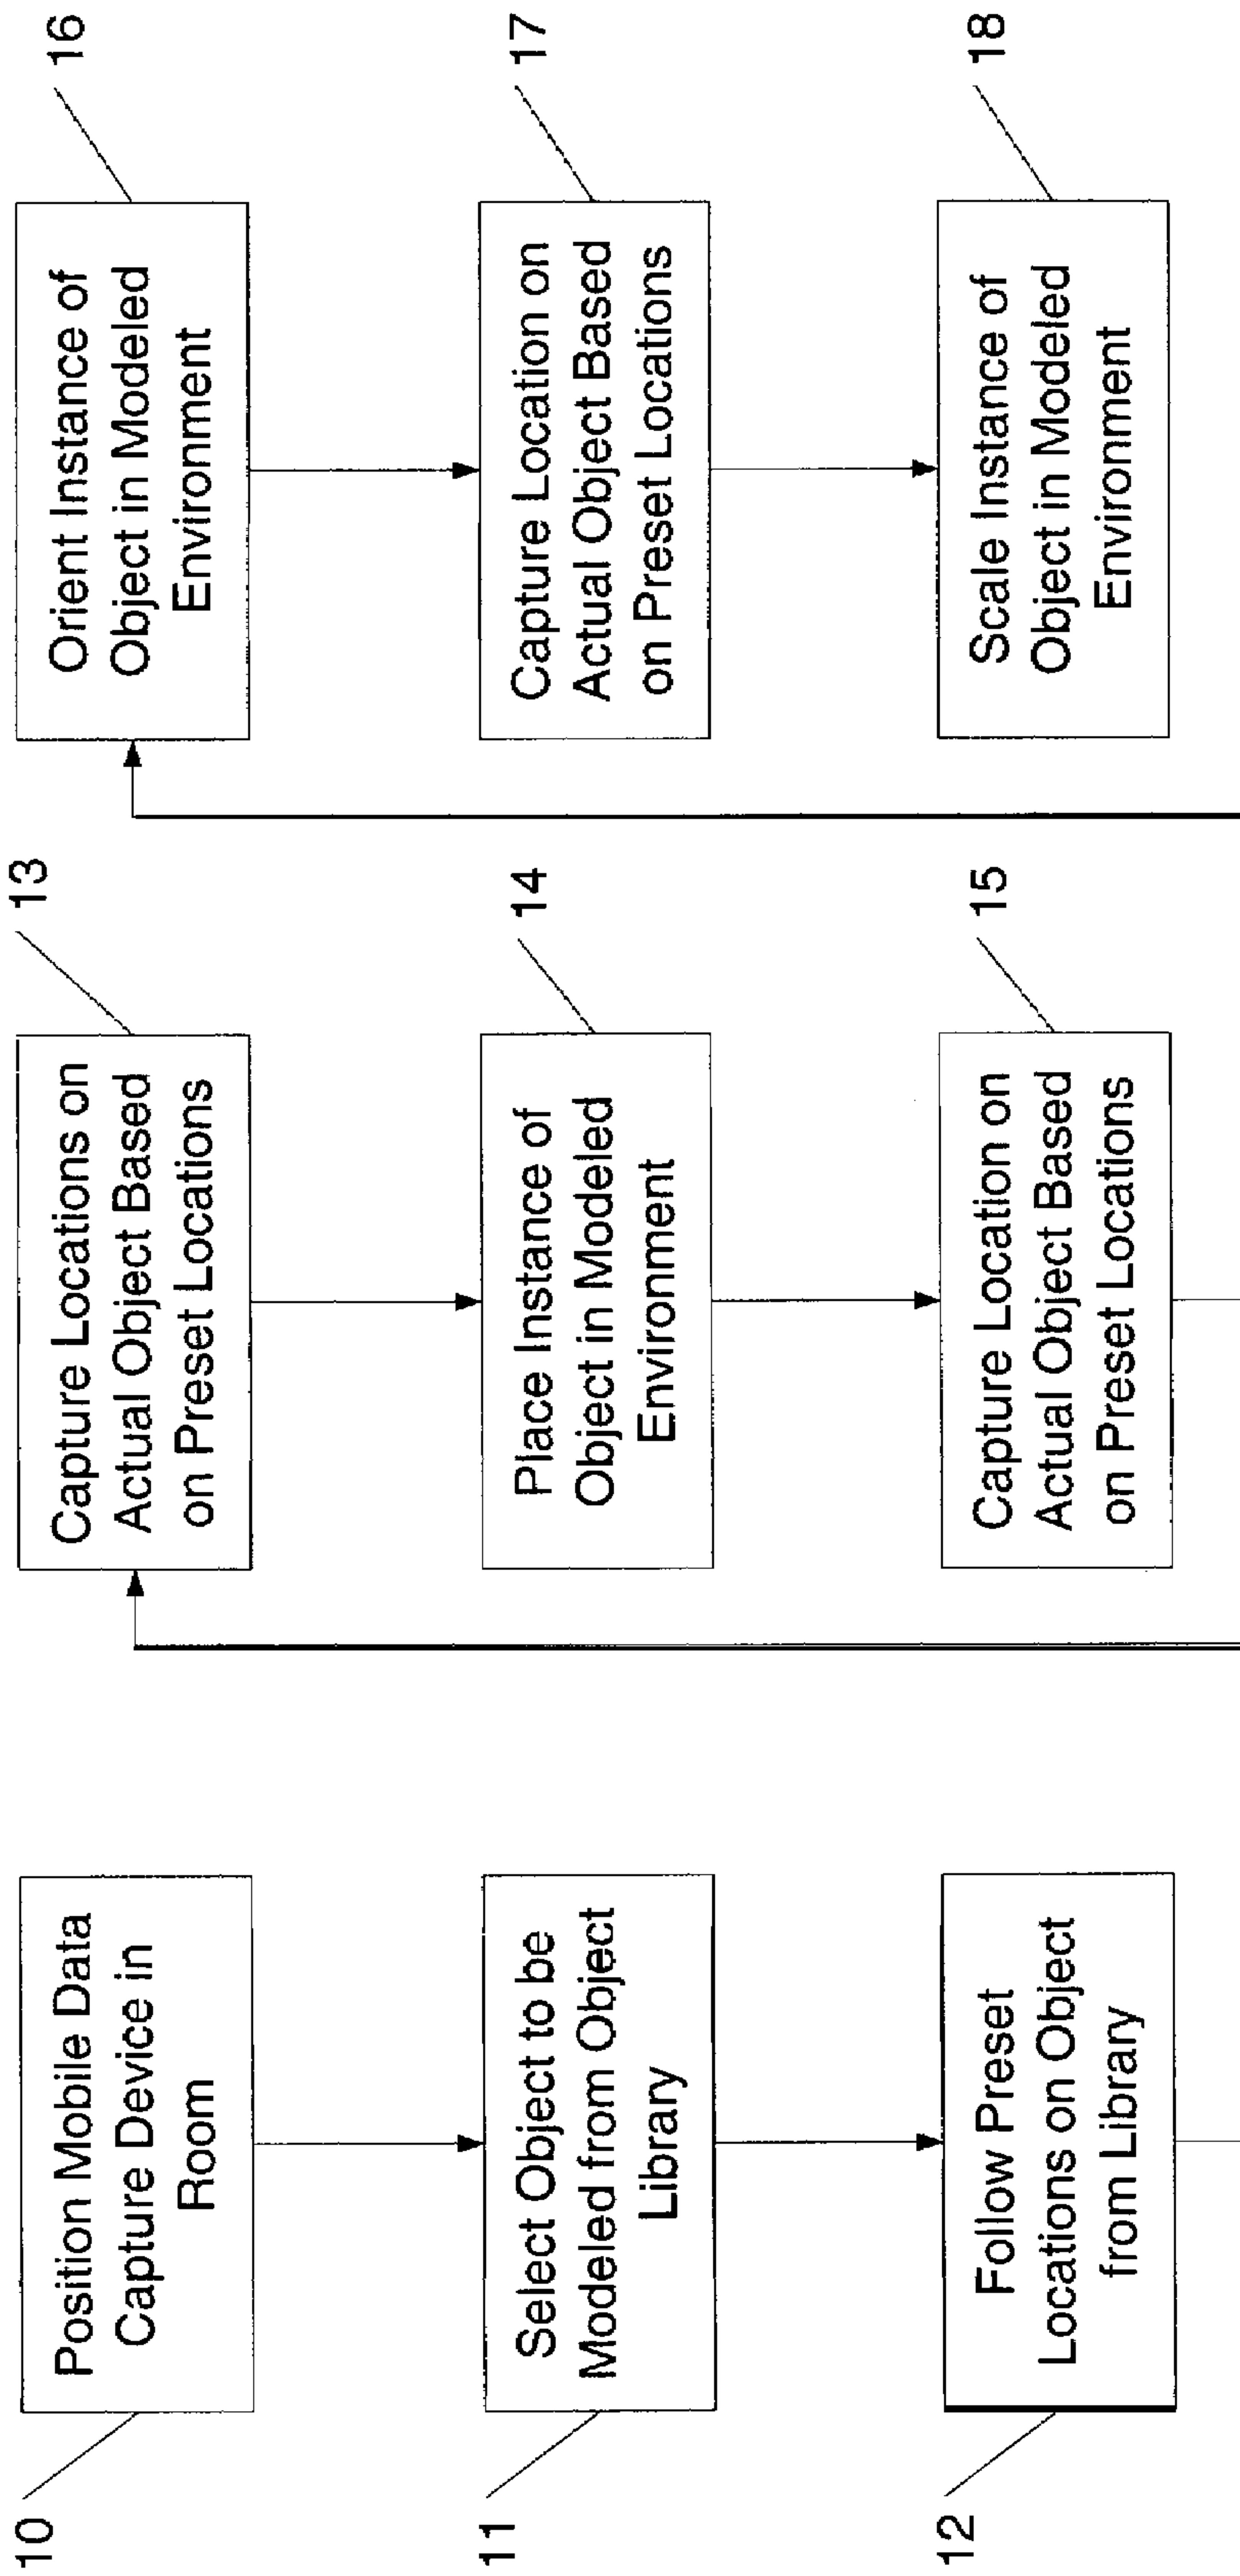 10
Position Mobile Data
Capture Device in
Room
11
Select Object to be
Modeled from Object
Library
12
Follow Preset
Locations on Object
from Library
13
Capture Locations on
Actual Object Based
on Preset Locations
14
Place Instance of
Object in Modeled
Environment
15
Capture Location on
Actual Object Based
on Preset Locations
16
Orient Instance of
Object in Modeled
Environment
17
Capture Location on
Actual Object Based
on Preset Locations
18
Scale Instance of
Object in Modeled
Environment